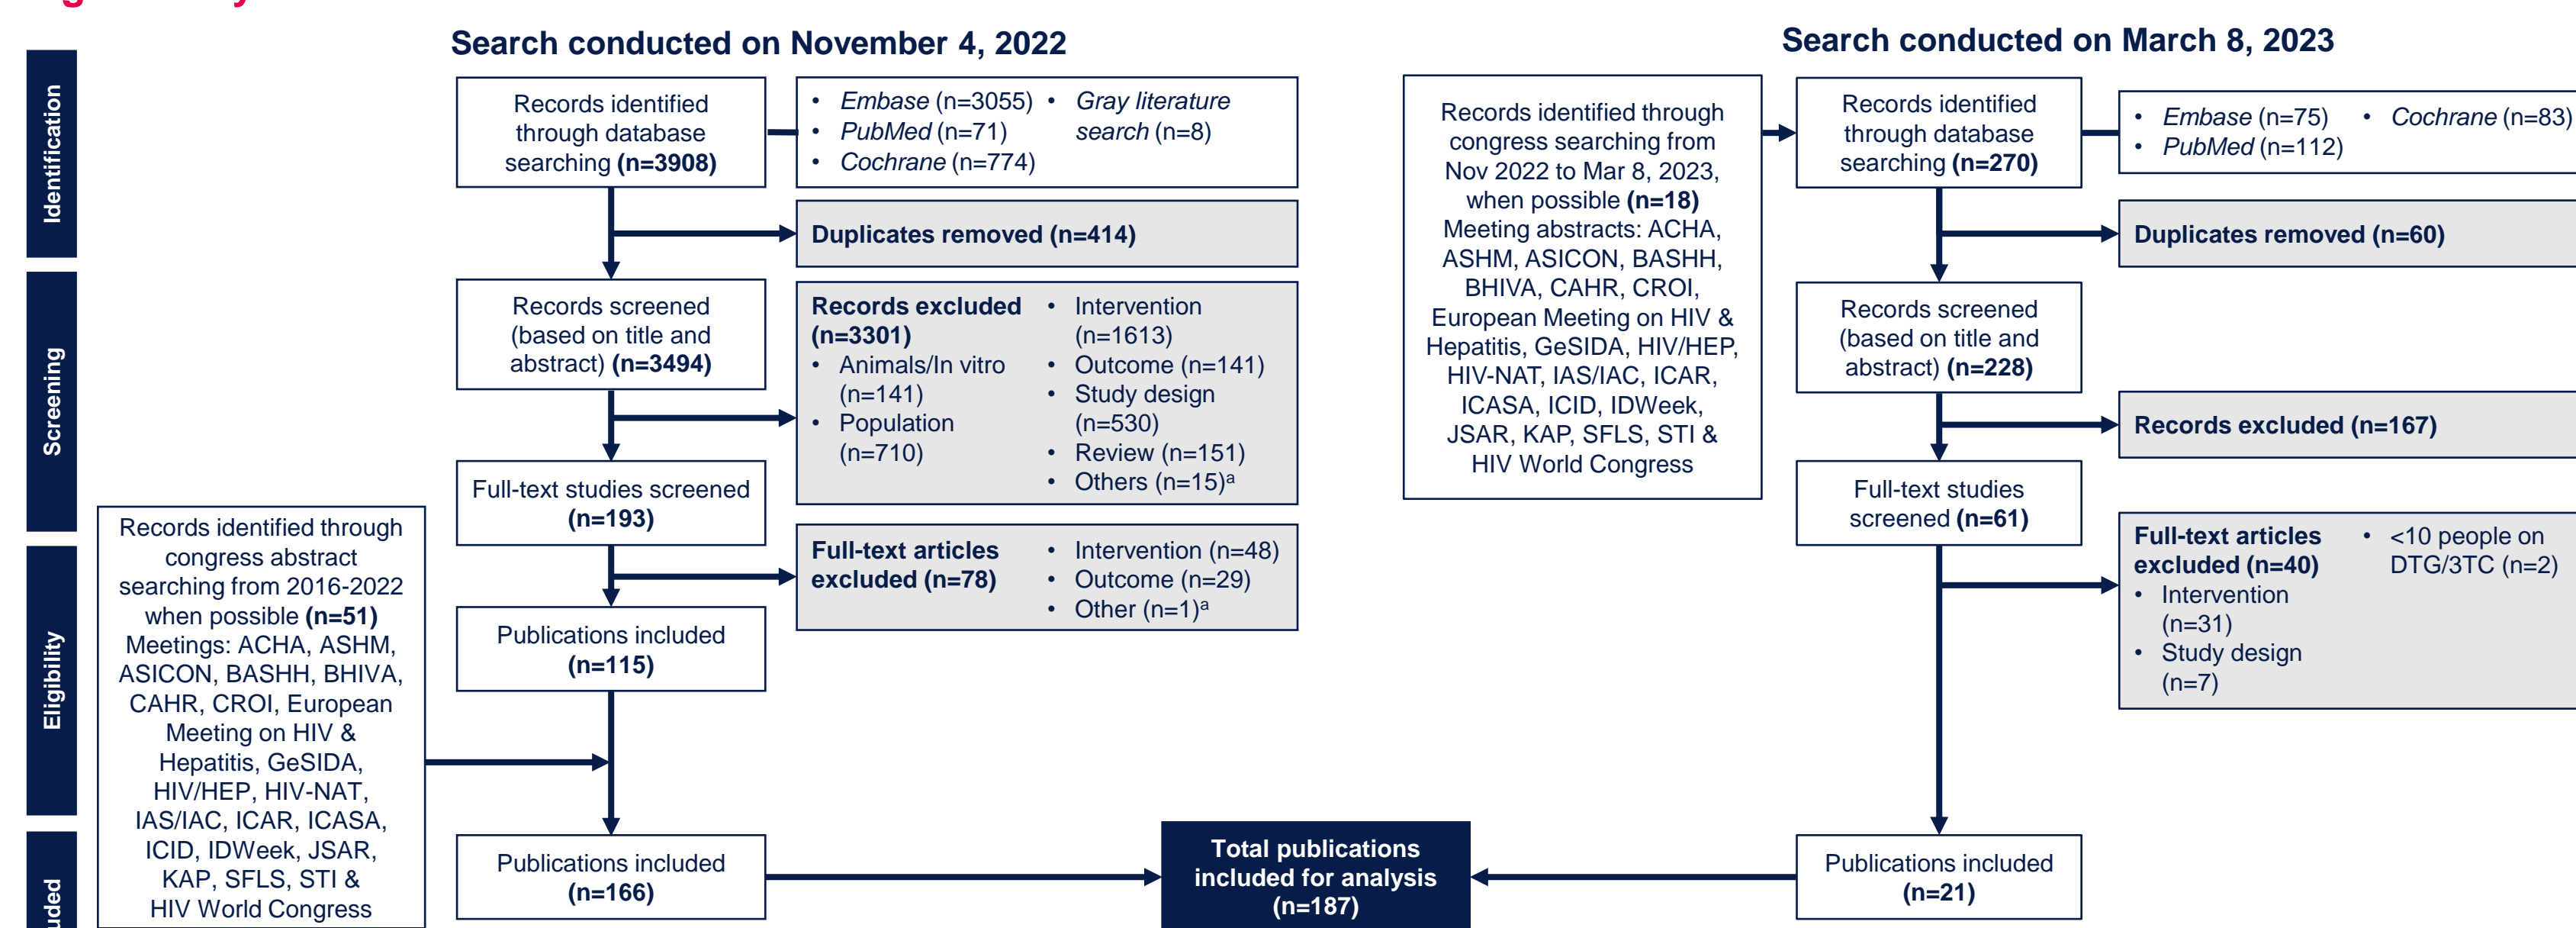 Search conducted on November 4, 2022
Search conducted on March 8, 2023
Identification
Screening
Eligibility
Records identified
through database
searching (n=3908)
• Embase (n=3055)
• PubMed (n=71)
• Cochrane (n=774)
• Gray literature
search (n=8)
Duplicates removed (n=414)
Records screened
(based on title and
abstract) (n=3494)
Records excluded
(n=3301)
• Animals/In vitro
(n=141)
• Population
(n=710)
• Intervention
(n=1613)
• Outcome (n=141)
• Study design
(n=530)
• Review (n=151)
• Others (n=15)ᵃ
Full-text studies screened
(n=193)
Full-text articles
excluded (n=78)
• Intervention (n=48)
• Outcome (n=29)
• Other (n=1)ᵃ
Publications included
(n=115)
Records identified through
congress abstract
searching from 2016-2022
when possible (n=51)
Meetings: ACHA, ASHM,
ASICON, BASHH, BHIVA,
CAHR, CROI, European
Meeting on HIV &
Hepatitis, GeSIDA,
HIV/HEP, HIV-NAT,
IAS/IAC, ICAR, ICASA,
ICID, IDWeek, JSAR,
KAP, SFLS, STI &
HIV World Congress
Publications included
(n=166)
Total publications
included for analysis
(n=187)
Records identified through
congress searching from
Nov 2022 to Mar 8, 2023,
when possible (n=18)
Meeting abstracts: ACHA,
ASHM, ASICON, BASHH,
BHIVA, CAHR, CROI,
European Meeting on HIV &
Hepatitis, GeSIDA, HIV/HEP,
HIV-NAT, IAS/IAC, ICAR,
ICASA, ICID, IDWeek,
JSAR, KAP, SFLS, STI &
HIV World Congress
Records identified
through database
searching (n=270)
• Embase (n=75)
• PubMed (n=112)
• Cochrane (n=83)
Duplicates removed (n=60)
Records screened
(based on title and
abstract) (n=228)
Records excluded (n=167)
Full-text studies
screened (n=61)
Full-text articles
excluded (n=40)
• Intervention
(n=31)
• Study design
(n=7)
• <10 people on
DTG/3TC (n=2)
Publications included
(n=21)